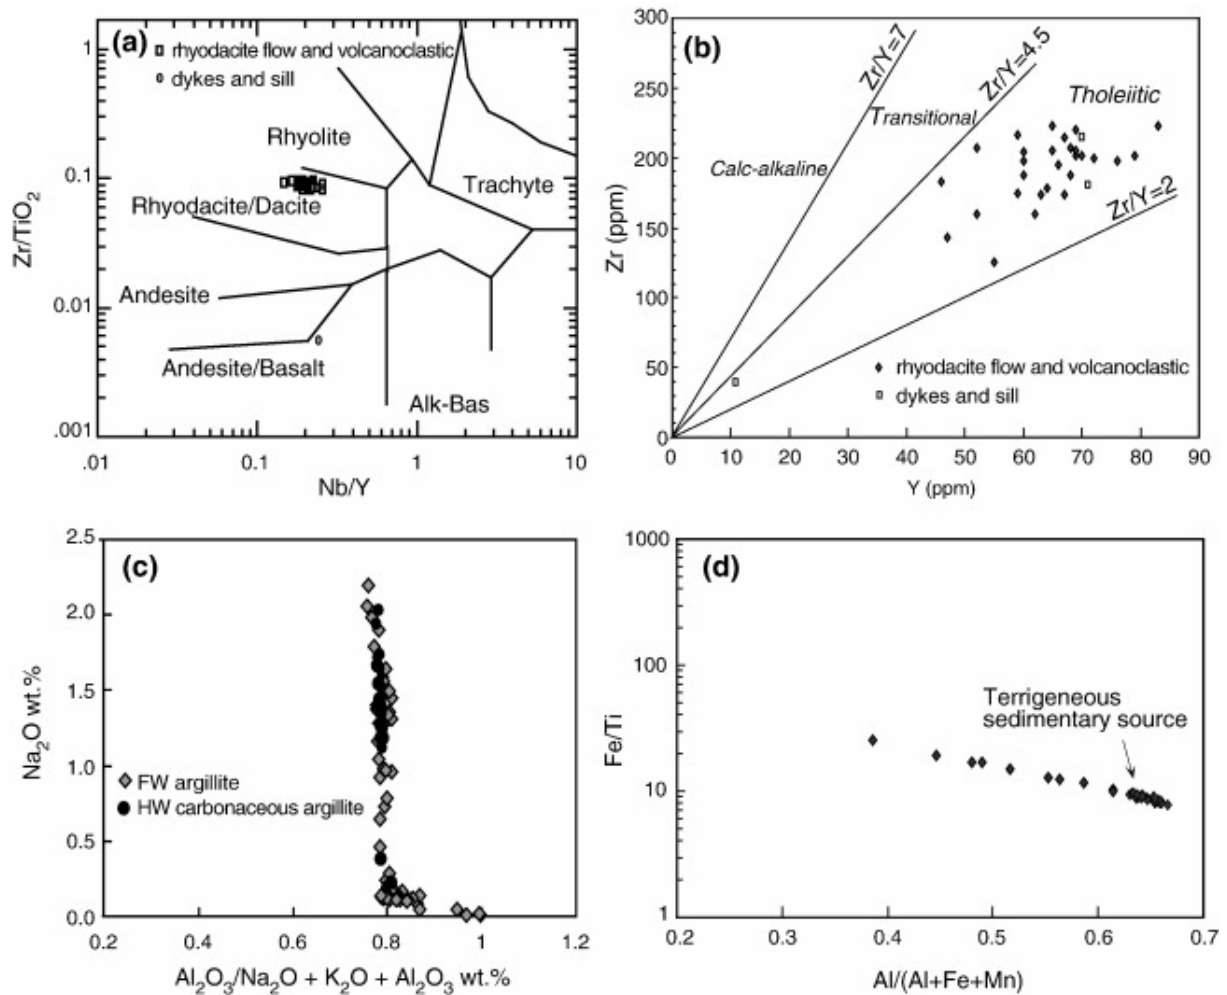 (a)
rhyodacite flow and volcanoclastic
dykes and sill
Rhyolite
Trachyte
Rhyodacite/Dacite
Andesite
Andesite/Basalt
Alk-Bas
Zr/TiO2
1
0.1
0.01
.001
.01
0.1
1
10
Nb/Y
(b)
Zr/Y=7
Zr/Y=4.5
Tholeiitic
Transitional
Calc-alkaline
Zr/Y=2
rhyodacite flow and volcanoclastic
dykes and sill
Zr (ppm)
300
250
200
150
100
50
0
0 10 20 30 40 50 60 70 80 90
Y (ppm)
(c)
FW argillite
HW carbonaceous argillite
Na2O wt.%
2.5
2.0
1.5
1.0
0.5
0.0
0.2 0.4 0.6 0.8 1 1.2
Al2O3/Na2O + K2O + Al2O3 wt.%
(d)
Terrigeneous
sedimentary source
Fe/Ti
1000
100
10
1
0.2 0.3 0.4 0.5 0.6 0.7
Al/(Al+Fe+Mn)